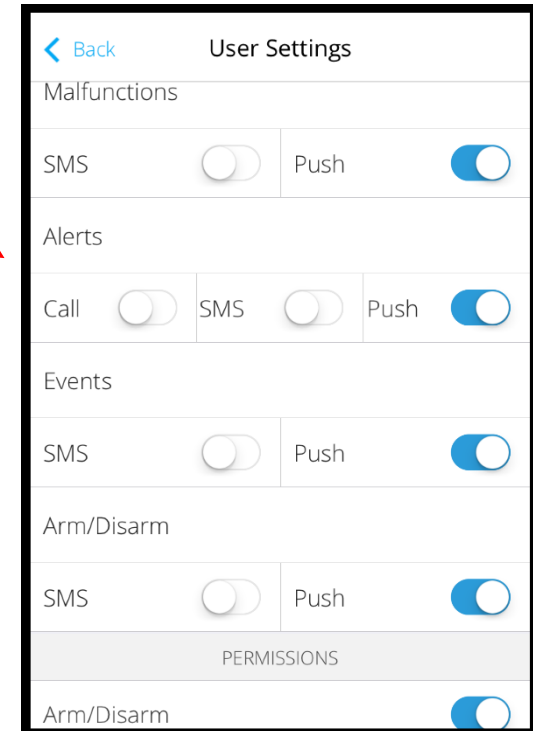 Back User Settings
Malfunctions
SMS Push
Alerts
Call SMS Push
Events
SMS Push
Arm/Disarm
SMS Push
PERMISSIONS
Arm/Disarm